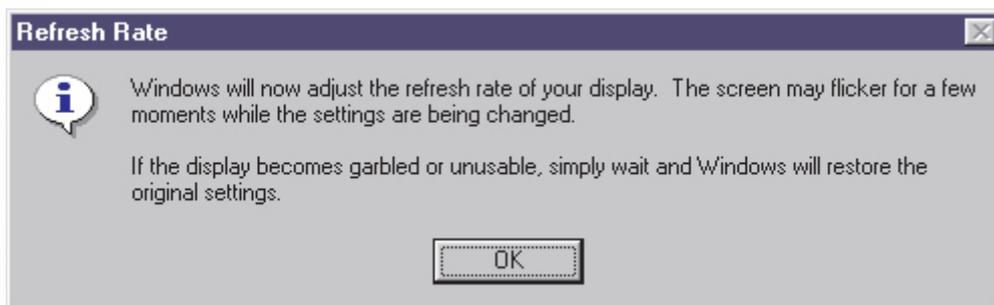 Refresh Rate
Windows will now adjust the refresh rate of your display.  The screen may flicker for a few
moments while the settings are being changed.
If the display becomes garbled or unusable, simply wait and Windows will restore the
original settings.
OK